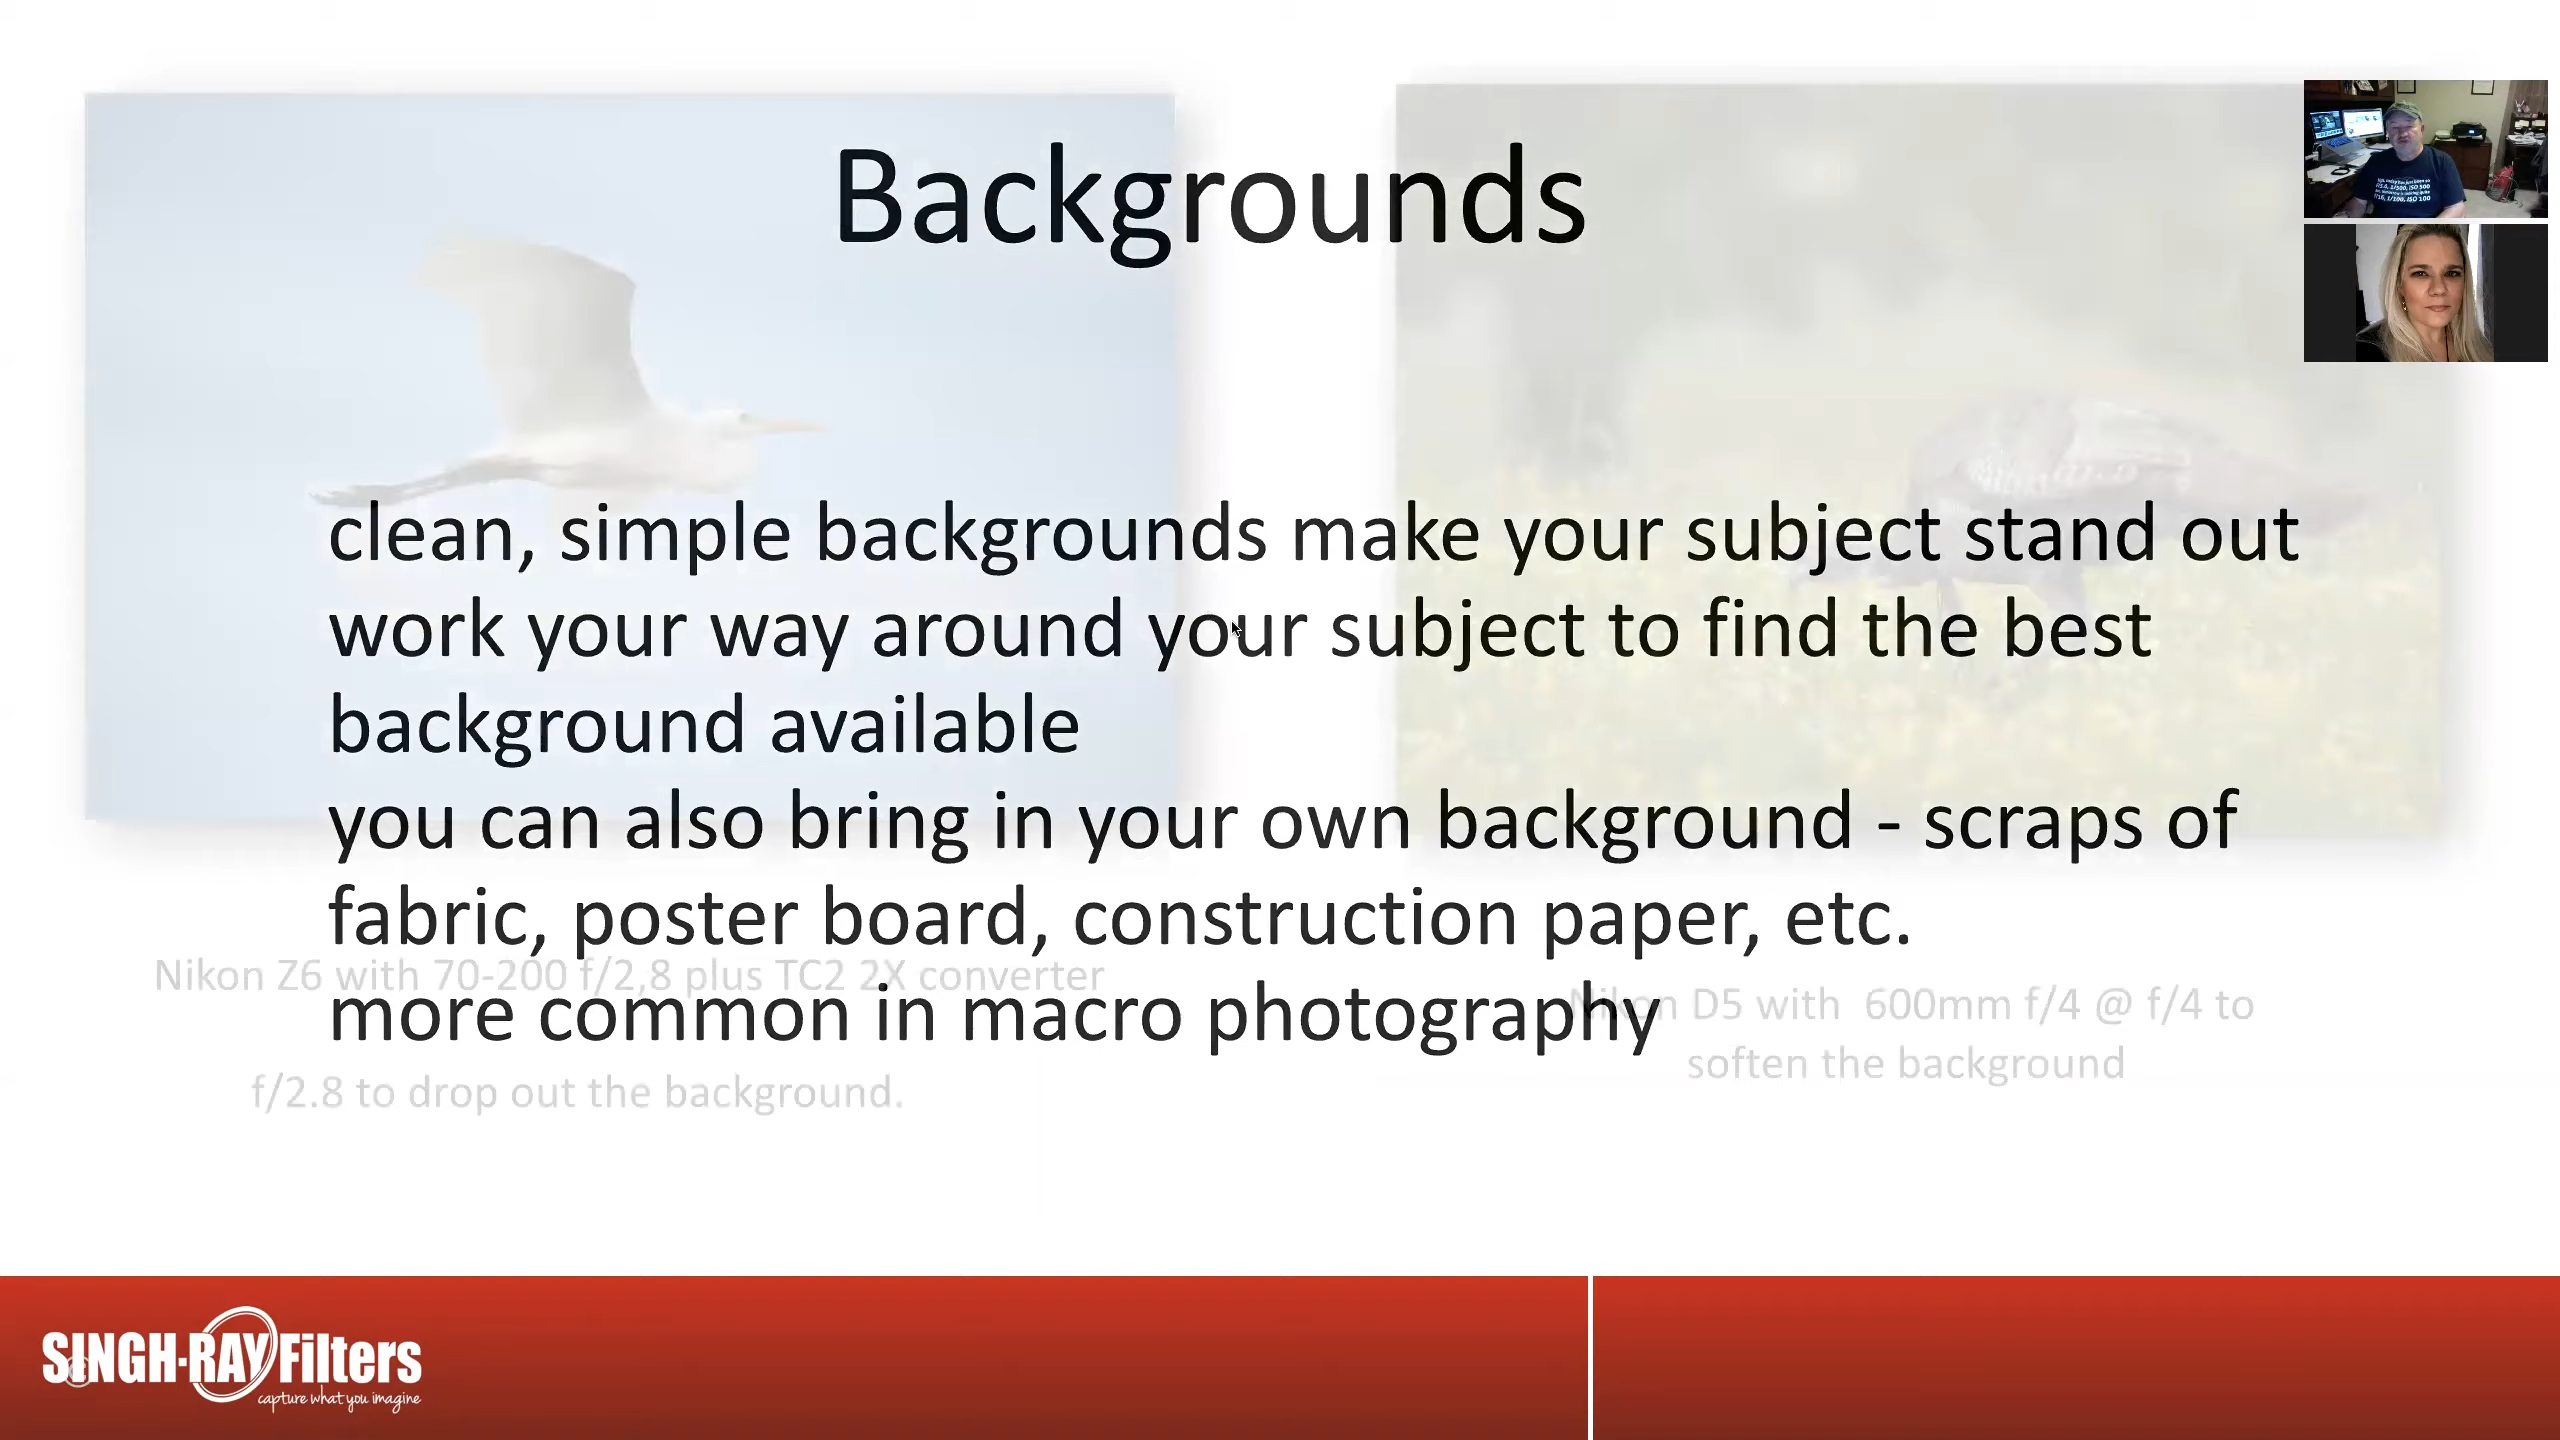 Backgrounds
clean, simple backgrounds make your subject stand out
work your way around your subject to find the best
background available
you can also bring in your own background - scraps of
fabric, poster board, construction paper, etc.
more common in macro photography
Nikon Z6 with 70-200 f/2,8 plus TC2 2X converter
f/2.8 to drop out the background.
Nikon D5 with 600mm f/4 @ f/4 to
soften the background
SINGH-RAY Filters
capture what you imagine